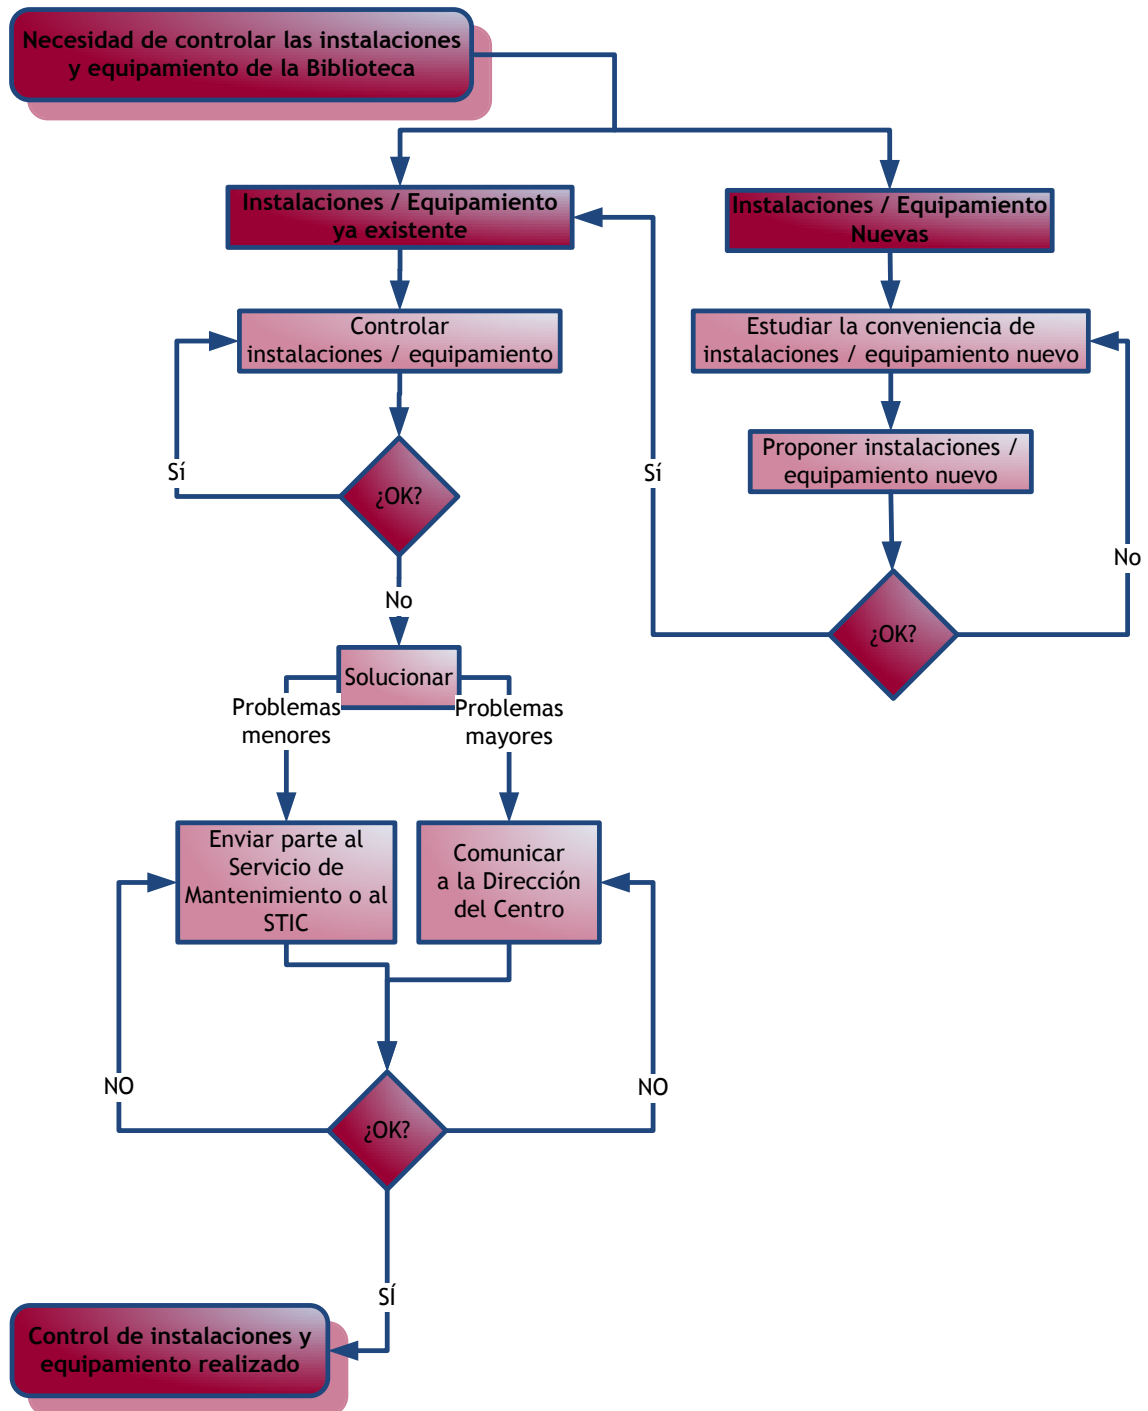 Necesidad de controlar las instalaciones
y equipamiento de la Biblioteca
Instalaciones / Equipamiento
ya existente
Instalaciones / Equipamiento
Nuevas
Controlar
instalaciones / equipamiento
Estudiar la conveniencia de
instalaciones / equipamiento nuevo
Proponer instalaciones /
equipamiento nuevo
Sí
¿OK?
Sí
No
No
¿OK?
Solucionar
Problemas
menores
Problemas
mayores
Enviar parte al
Servicio de
Mantenimiento o al
STIC
Comunicar
a la Dirección
del Centro
NO
NO
¿OK?
SÍ
Control de instalaciones y
equipamiento realizado